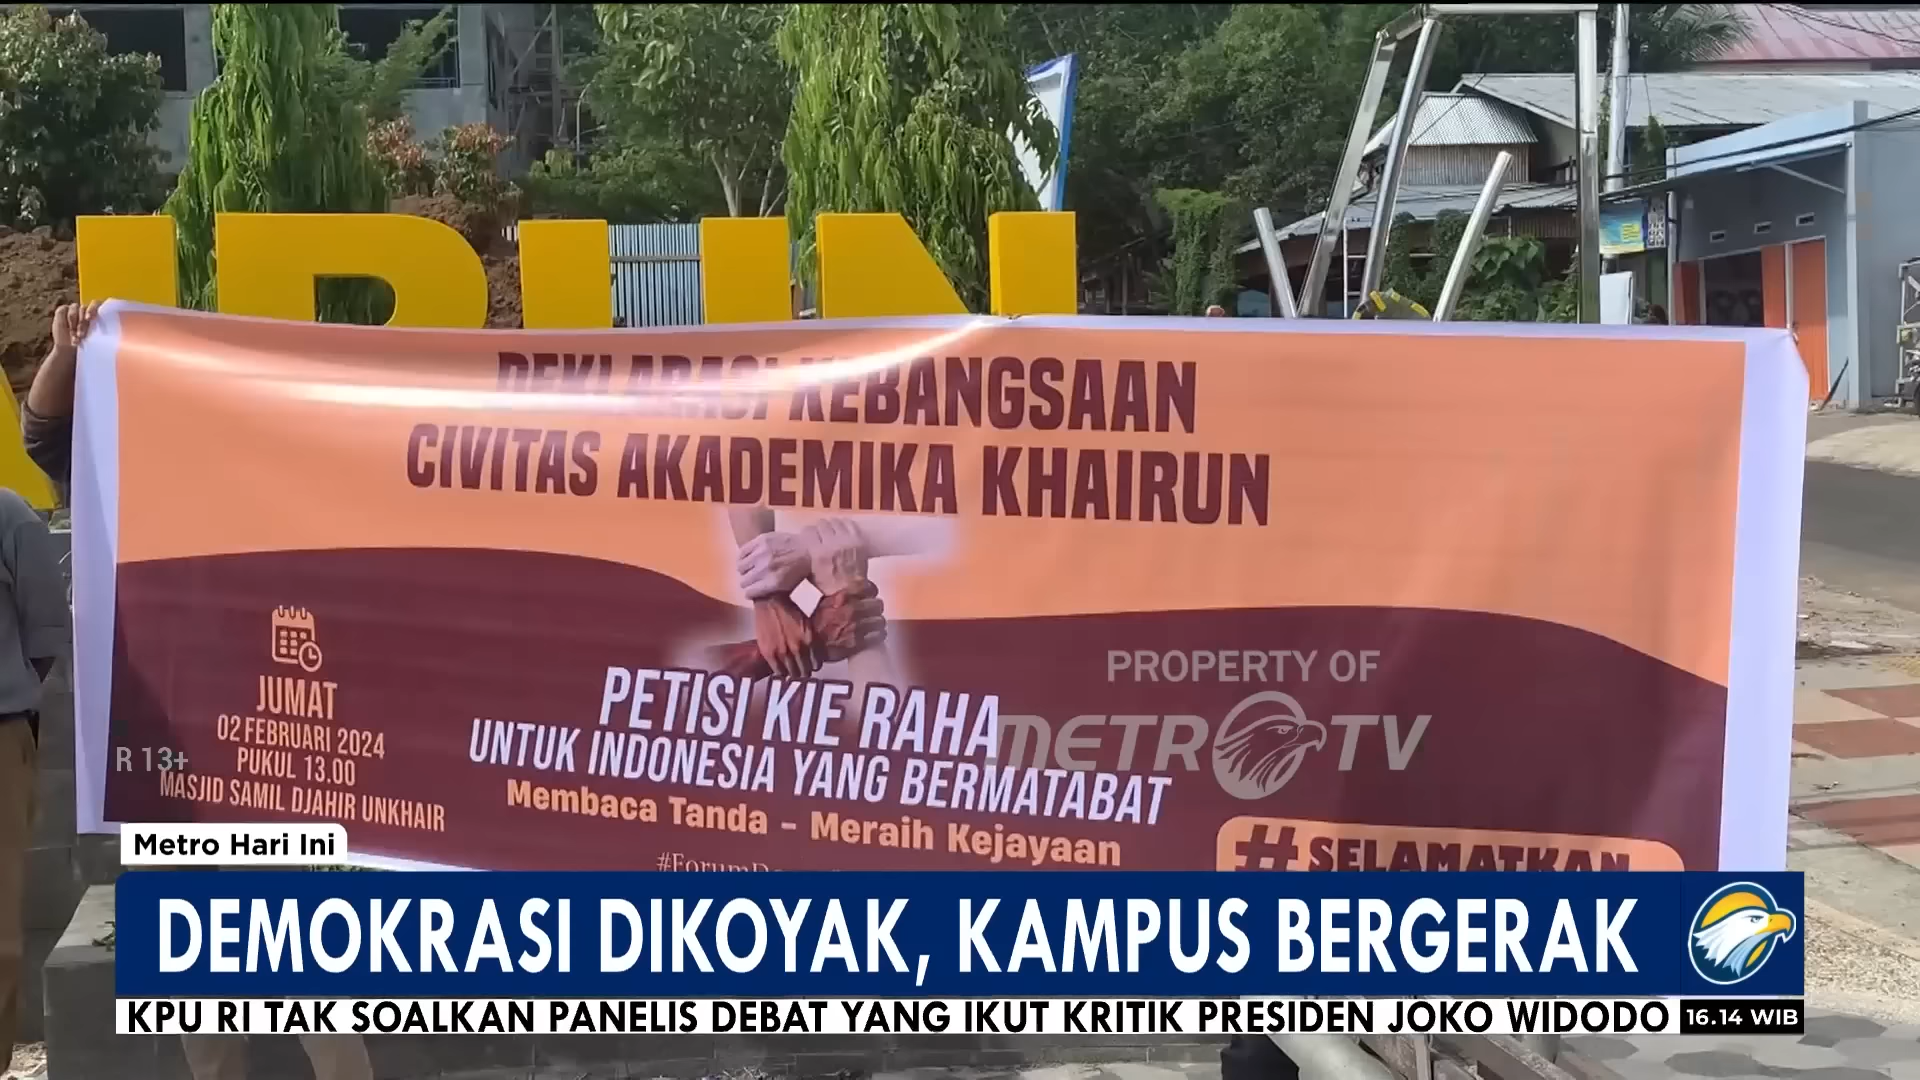 DEKLARASI KEBANGSAAN
CIVITAS AKADEMIKA KHAIRUN
JUMAT
02 FEBRUARI 2024
PUKUL 13.00
MASJID SAMIL DJAHIR UNKHAIR
PETISI KIE RAHA
UNTUK INDONESIA YANG BERMATABAT
Membaca Tanda - Meraih Kejayaan
#SELAMATKAN
PROPERTY OF
METRO TV
R 13+
Metro Hari Ini
DEMOKRASI DIKOYAK, KAMPUS BERGERAK
KPU RI TAK SOALKAN PANELIS DEBAT YANG IKUT KRITIK PRESIDEN JOKO WIDODO
16.14 WIB